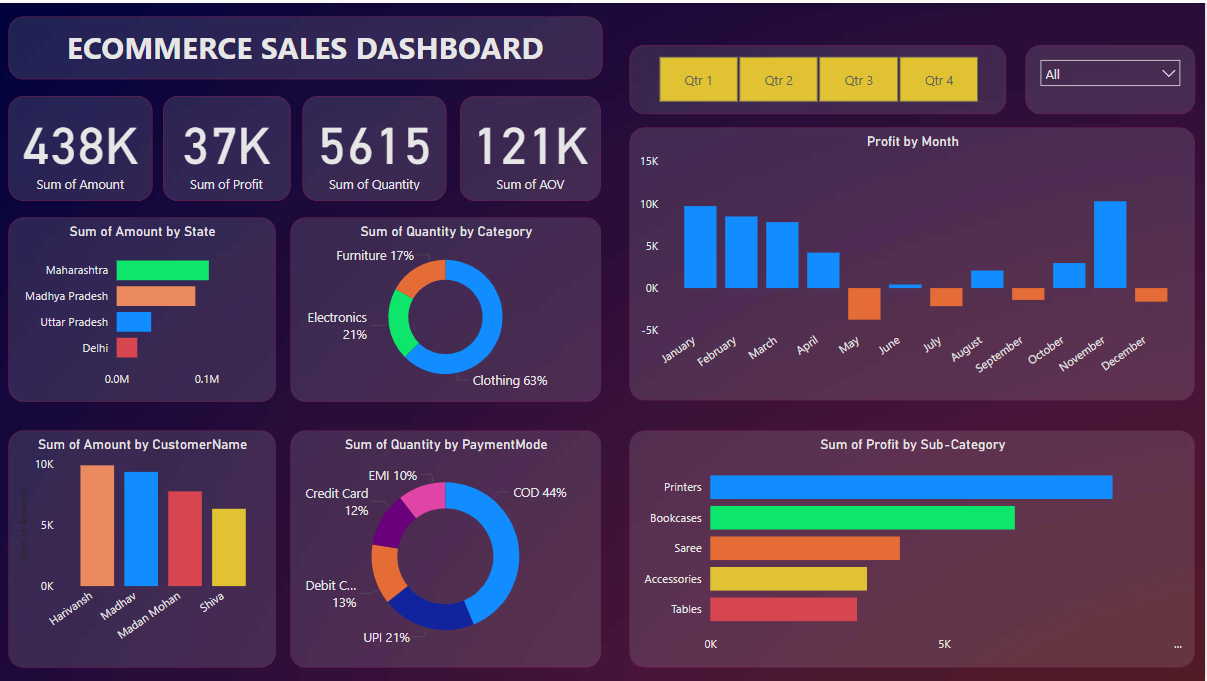 ECOMMERCE SALES DASHBOARD
Qtr 1
Qtr 2
Qtr 3
Qtr 4
All
438K
Sum of Amount
37K
Sum of Profit
5615
Sum of Quantity
121K
Sum of AOV
Profit by Month
15K
10K
5K
0K
-5K
January
February
March
April
May
June
July
August
September
October
November
December
Sum of Amount by State
Maharashtra
Madhya Pradesh
Uttar Pradesh
Delhi
0.0M
0.1M
Sum of Quantity by Category
Furniture 17%
Electronics
21%
Clothing 63%
Sum of Amount by CustomerName
Sum of Amount
10K
5K
0K
Harivansh
Madhav
Madan Mohan
Shiva
Sum of Quantity by PaymentMode
EMI 10%
Credit Card
12%
COD 44%
Debit C...
13%
UPI 21%
Sum of Profit by Sub-Category
Printers
Bookcases
Saree
Accessories
Tables
0K
5K
...